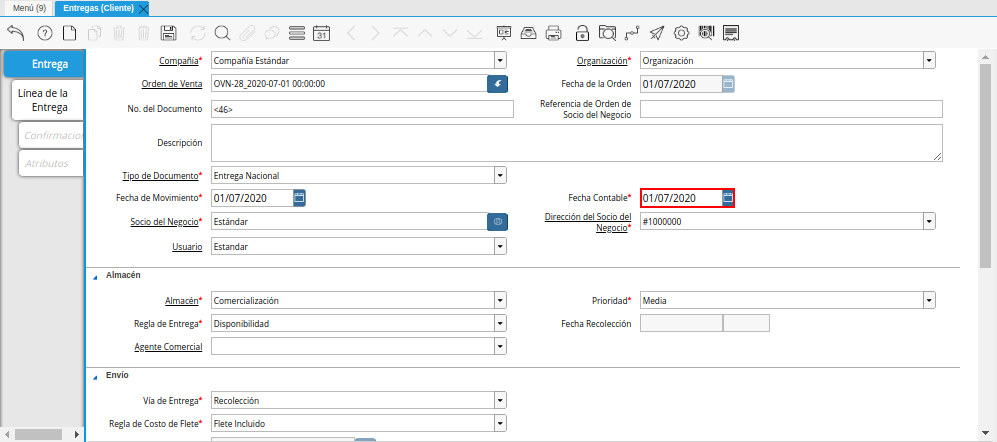 Menú (9) Entregas (Cliente)
31
Entrega
Línea de la
Entrega
Confirmacion
Atributos
Compañía* Compañía Estándar Organización* Organización
Orden de Venta OVN-28_2020-07-01 00:00:00 Fecha de la Orden 01/07/2020
No. del Documento <46> Referencia de Orden de
Socio del Negocio
Descripción
Tipo de Documento* Entrega Nacional
Fecha de Movimiento* 01/07/2020 Fecha Contable* 01/07/2020
Socio del Negocio* Estándar Dirección del Socio del
Negocio* #1000000
Usuario Estandar
Almacén
Almacén* Comercialización Prioridad* Media
Regla de Entrega* Disponibilidad Fecha Recolección
Agente Comercial
Envío
Vía de Entrega* Recolección
Regla de Costo de Flete* Flete Incluido